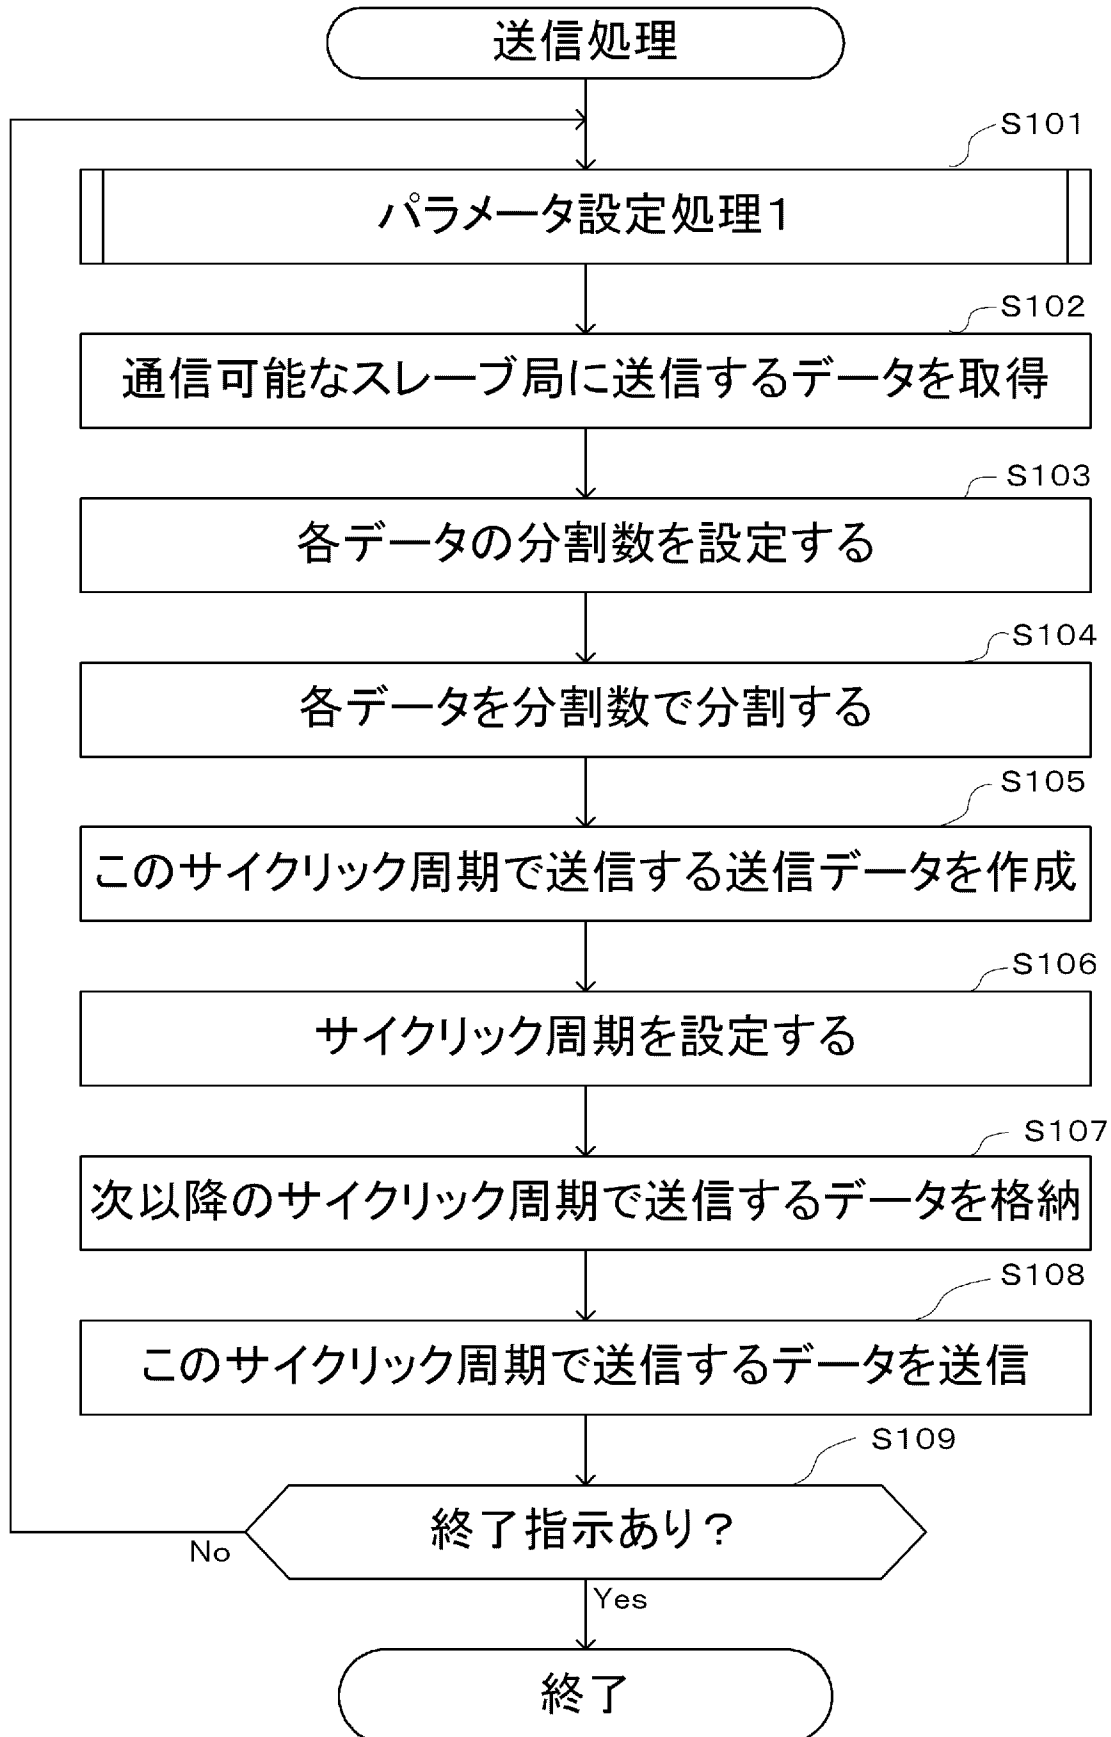 送信処理
S101
パラメータ設定処理1
S102
通信可能なスレーブ局に送信するデータを取得
S103
各データの分割数を設定する
S104
各データを分割数で分割する
S105
このサイクリック周期で送信する送信データを作成
S106
サイクリック周期を設定する
S107
次以降のサイクリック周期で送信するデータを格納
S108
このサイクリック周期で送信するデータを送信
S109
終了指示あり？
No
Yes
終了